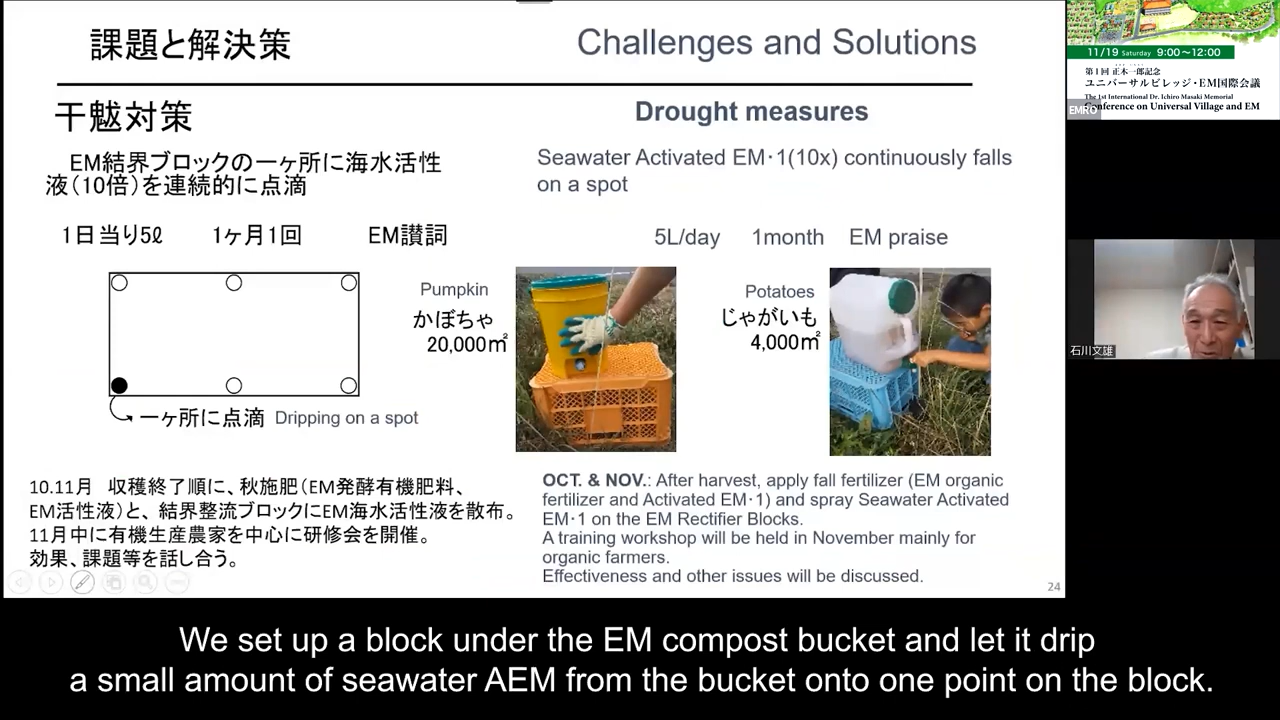 課題と解決策
Challenges and Solutions
干魃対策
Drought measures
EM結界ブロックの一ヶ所に海水活性
液(10倍)を連続的に点滴
Seawater Activated EM・1(10x) continuously falls
on a spot
1日当り5ℓ 1ヶ月1回 EM讃詞
5L/day 1month EM praise
Pumpkin
かぼちゃ
20,000㎡
Potatoes
じゃがいも
4,000㎡
一ヶ所に点滴 Dripping on a spot
10.11月 収穫終了順に、秋施肥(EM発酵有機肥料、
EM活性液)と、結界整流ブロックにEM海水活性液を散布。
11月中に有機生産農家を中心に研修会を開催。
効果、課題等を話し合う。
OCT. & NOV.: After harvest, apply fall fertilizer (EM organic
fertilizer and Activated EM・1) and spray Seawater Activated
EM・1 on the EM Rectifier Blocks.
A training workshop will be held in November mainly for
organic farmers.
Effectiveness and other issues will be discussed.
24
11/19 Saturday 9:00〜12:00
第1回 正木一郎記念
ユニバーサルビレッジ・EM国際会議
The 1st International Dr. Ichiro Masaki Memorial
Conference on Universal Village and EM
EMRO
石川文雄
We set up a block under the EM compost bucket and let it drip
a small amount of seawater AEM from the bucket onto one point on the block.